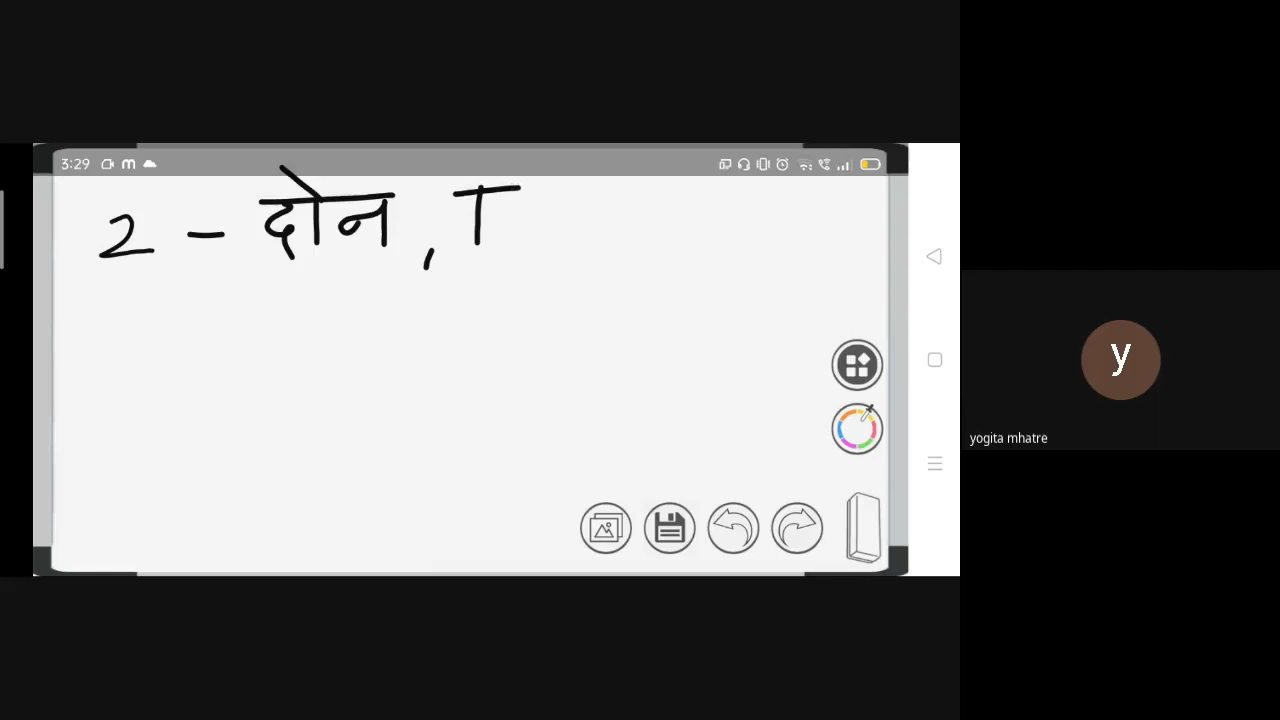 3:29
2 - दोन , T
y
yogita mhatre